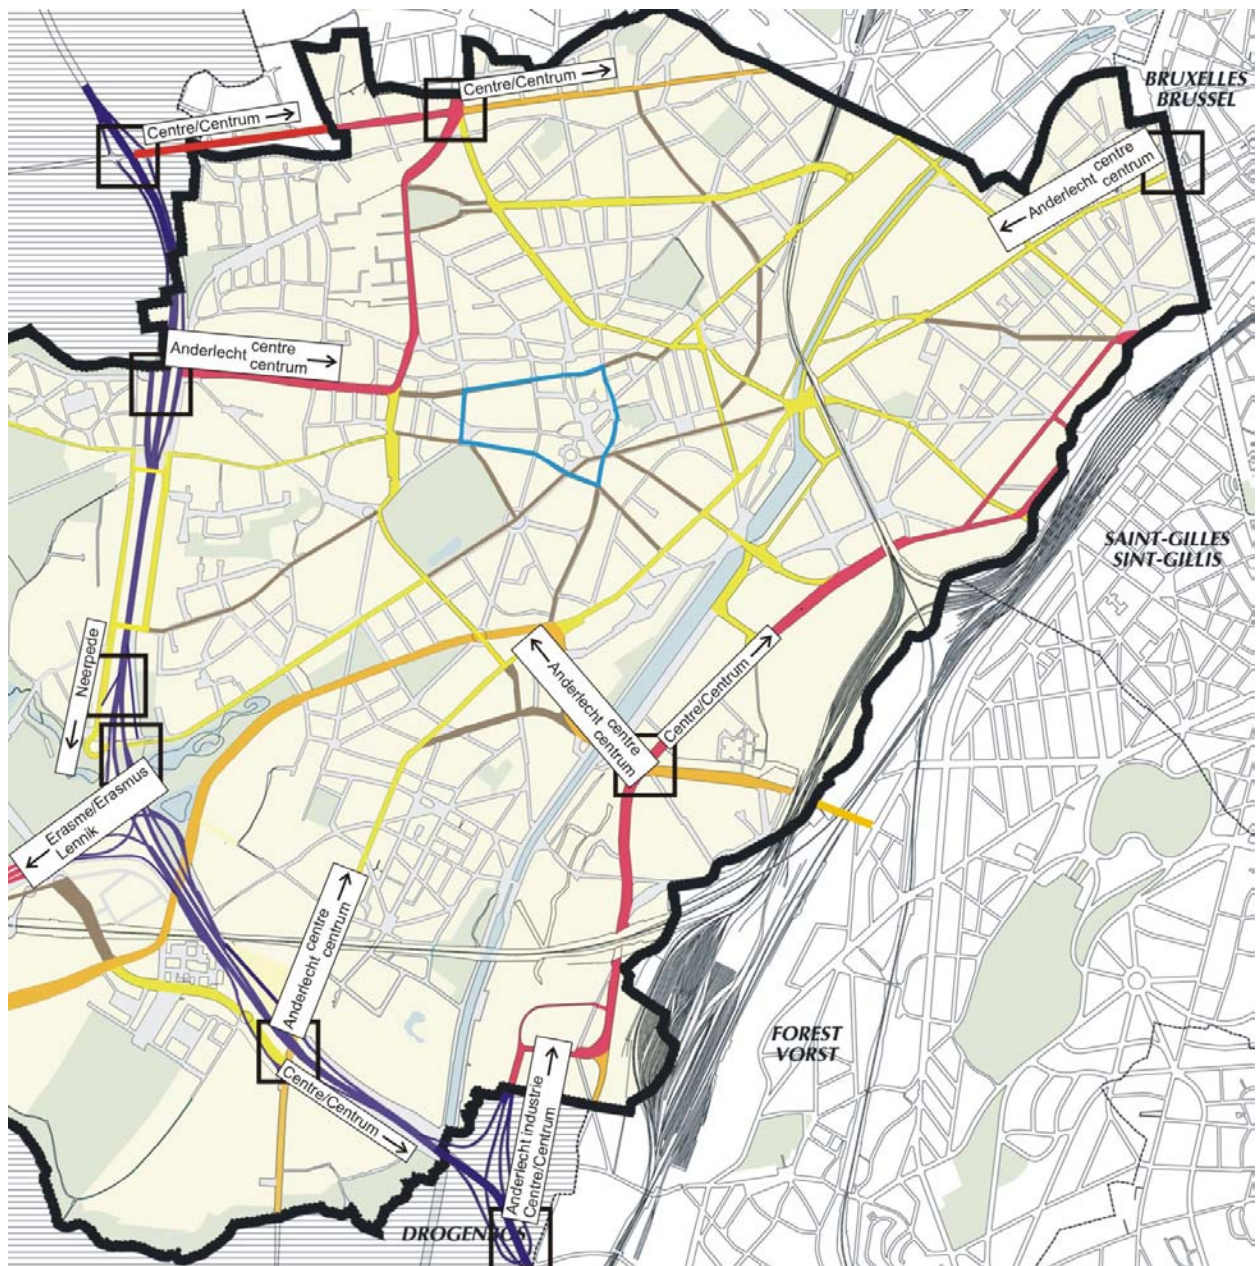 Centre/Centrum →
BRUXELLES
BRUSSEL
Centre/Centrum →
← Anderlecht centre
centrum
Anderlecht centre →
centrum
SAINT-GILLES
SINT-GILLIS
← Neerpede
← Anderlecht centre
centrum
Centre/Centrum →
← Erasme/Erasmus
Lennik
Anderlecht centre →
centrum
FOREST
VORST
Centre/Centrum →
Anderlecht industrie →
Centre/Centrum
DROGENBOS